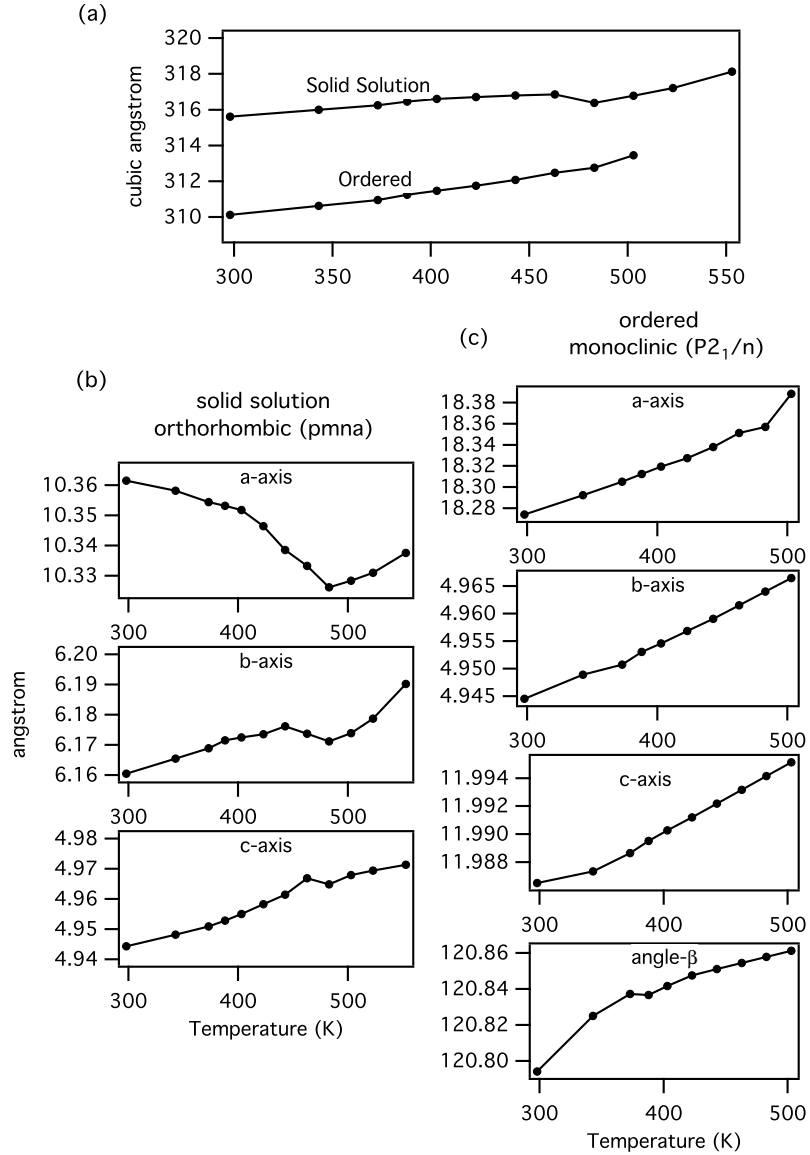 (a)
cubic angstrom
320
318
316
314
312
310
Solid Solution
Ordered
300 350 400 450 500 550
(b)
solid solution
orthorhombic (pmna)
angstrom
a-axis
10.36
10.35
10.34
10.33
300 400 500
b-axis
6.20
6.19
6.18
6.17
6.16
300 400 500
c-axis
4.98
4.97
4.96
4.95
4.94
300 400 500
Temperature (K)
(c)
ordered
monoclinic (P2₁/n)
a-axis
18.38
18.36
18.34
18.32
18.30
18.28
300 400 500
b-axis
4.965
4.960
4.955
4.950
4.945
300 400 500
c-axis
11.994
11.992
11.990
11.988
300 400 500
angle-β
120.86
120.84
120.82
120.80
300 400 500
Temperature (K)